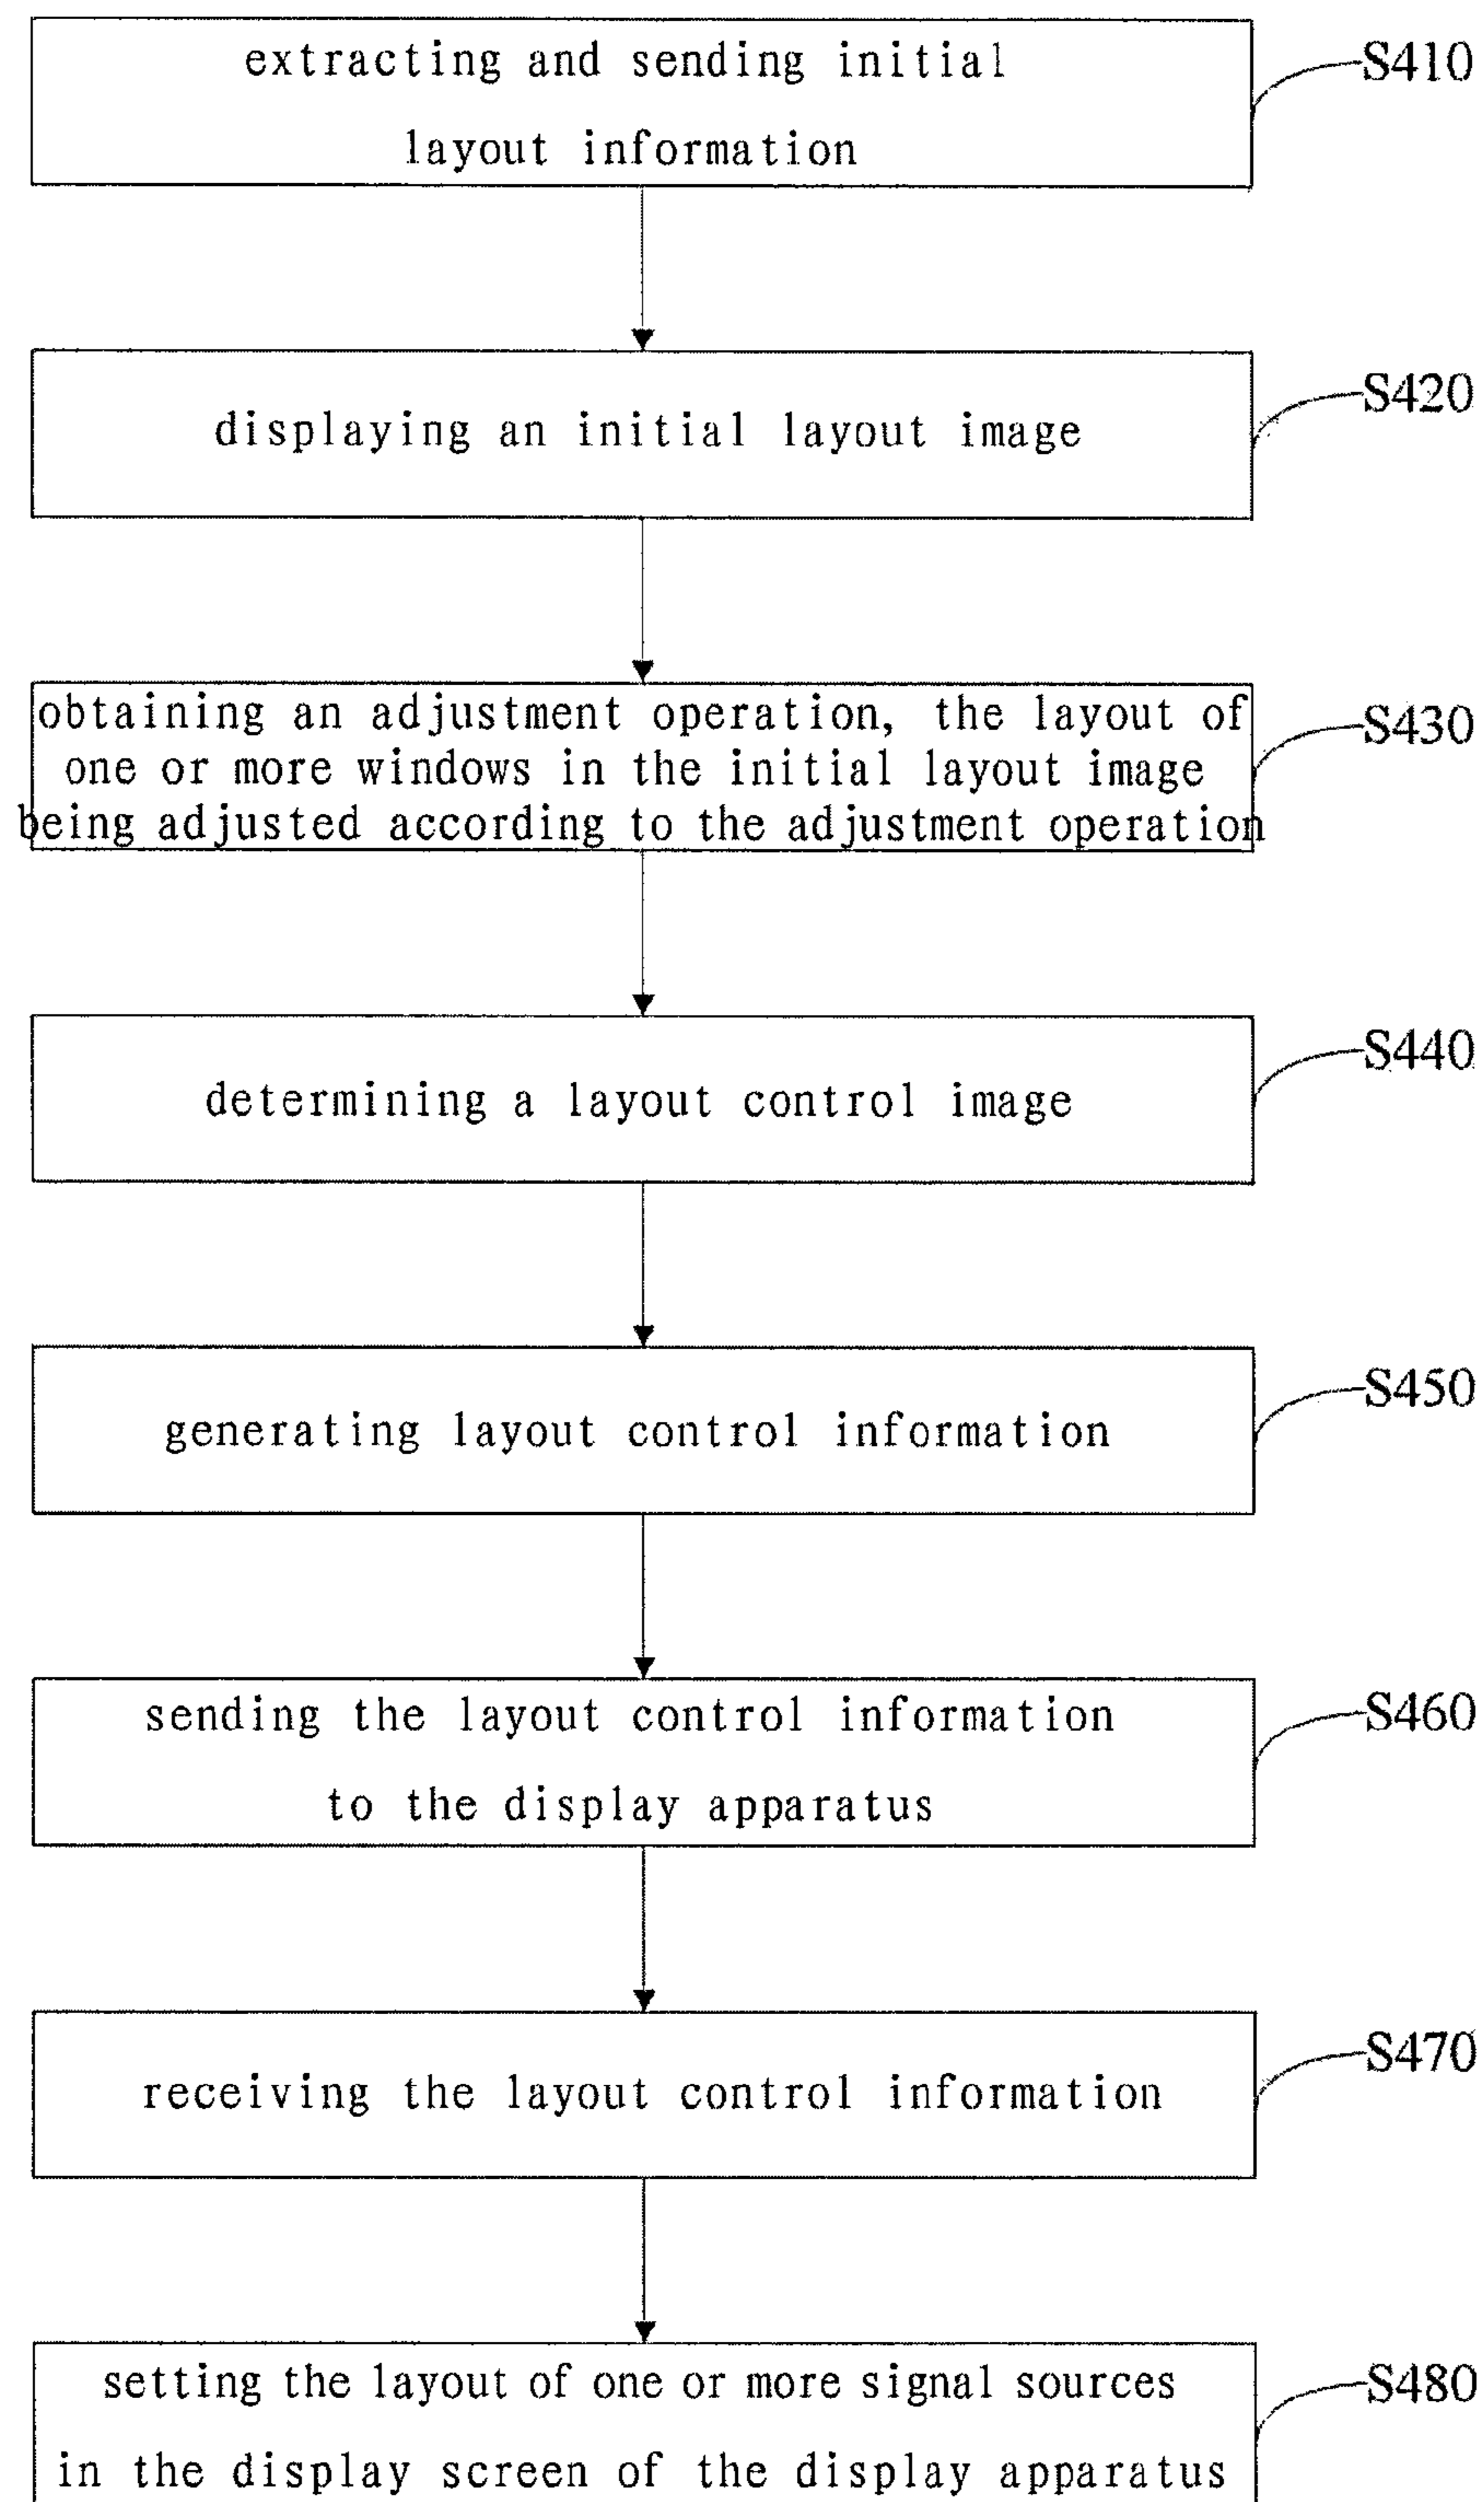 extracting and sending initial
layout information
S410
displaying an initial layout image
S420
obtaining an adjustment operation, the layout of
one or more windows in the initial layout image
being adjusted according to the adjustment operation
S430
determining a layout control image
S440
generating layout control information
S450
sending the layout control information
to the display apparatus
S460
receiving the layout control information
S470
setting the layout of one or more signal sources
in the display screen of the display apparatus
S480